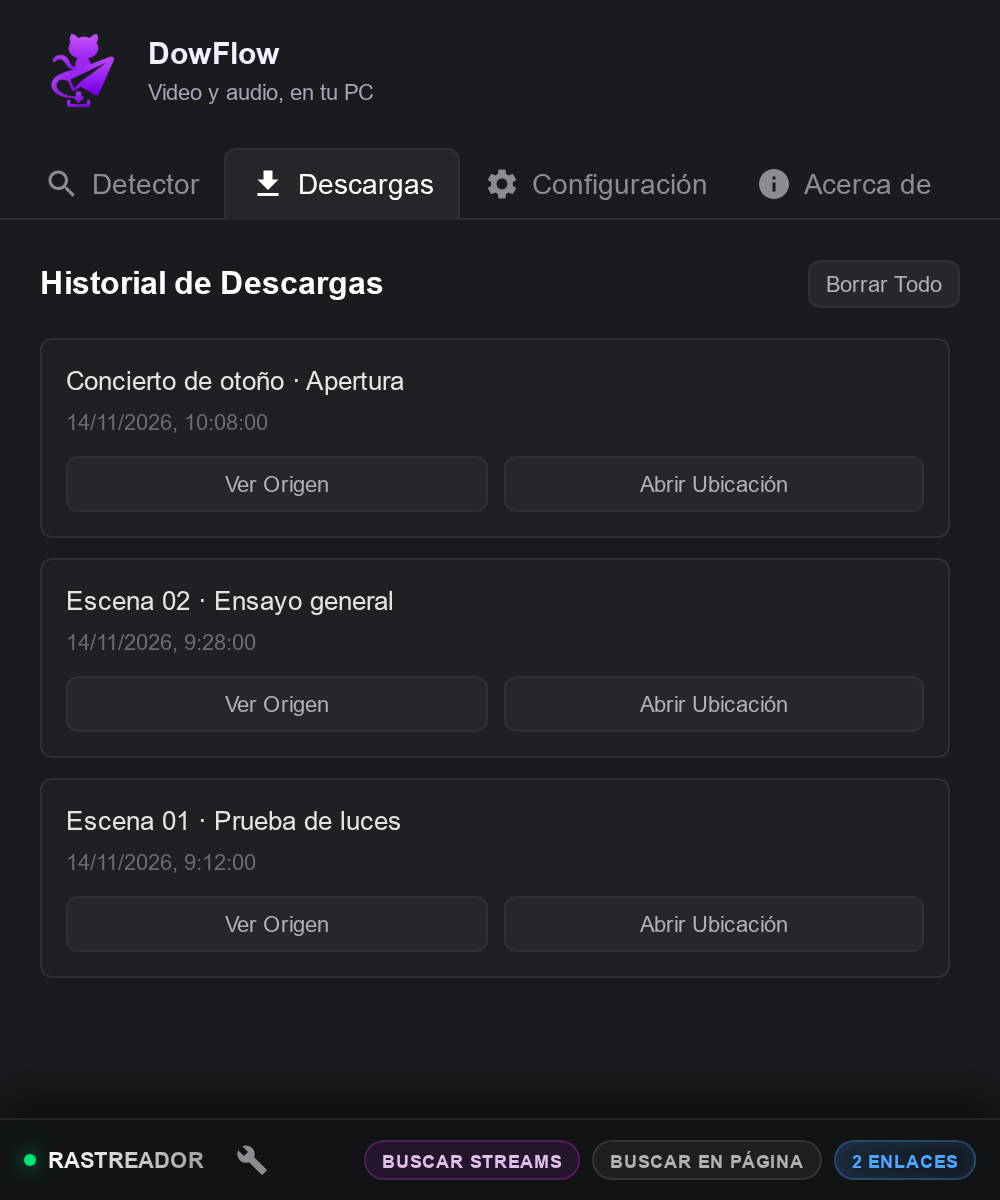 DowFlow
Video y audio, en tu PC
Detector Descargas Configuración Acerca de
Historial de Descargas Borrar Todo
Concierto de otoño · Apertura
14/11/2026, 10:08:00
Ver Origen Abrir Ubicación
Escena 02 · Ensayo general
14/11/2026, 9:28:00
Ver Origen Abrir Ubicación
Escena 01 · Prueba de luces
14/11/2026, 9:12:00
Ver Origen Abrir Ubicación
RASTREADOR BUSCAR STREAMS BUSCAR EN PÁGINA 2 ENLACES